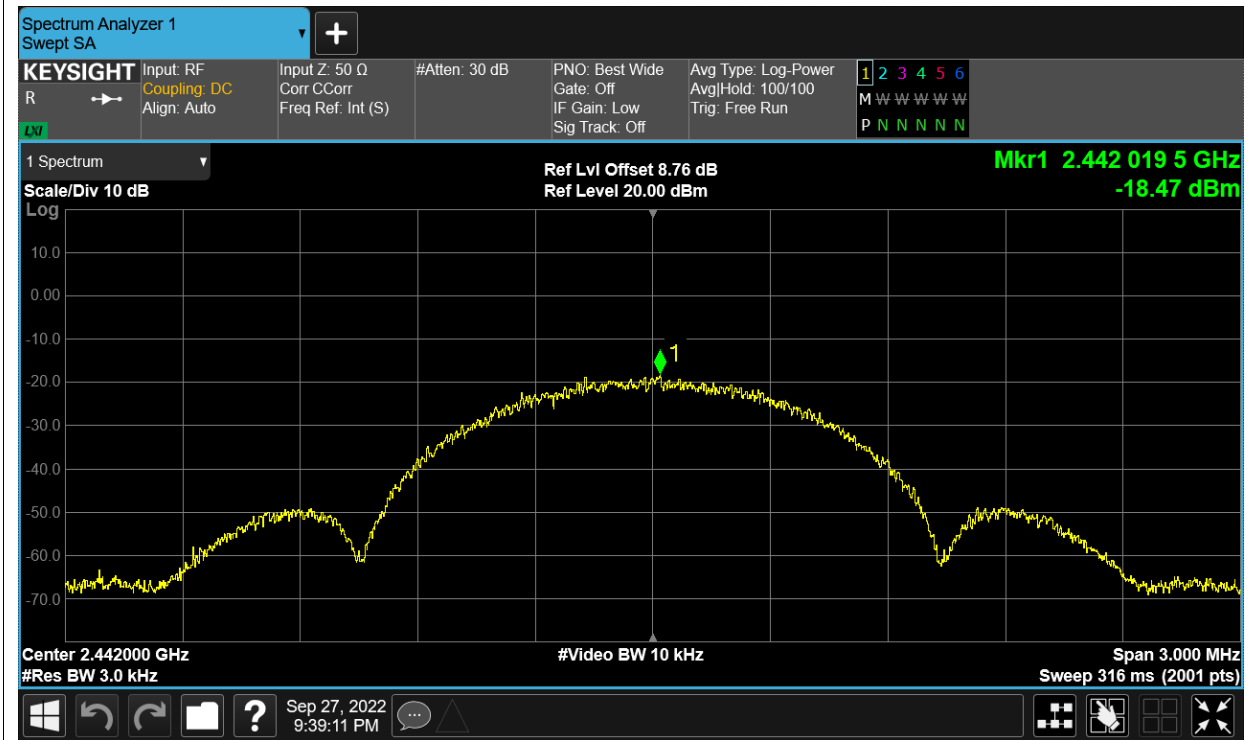 Spectrum Analyzer 1
Swept SA
KEYSIGHT
R
LXI
Input: RF
Coupling: DC
Align: Auto
Input Z: 50 Ω
Corr CCorr
Freq Ref: Int (S)
#Atten: 30 dB
PNO: Best Wide
Gate: Off
IF Gain: Low
Sig Track: Off
Avg Type: Log-Power
Avg|Hold: 100/100
Trig: Free Run
1 2 3 4 5 6
M W W W W W
P N N N N N
1 Spectrum
Scale/Div 10 dB
Ref Lvl Offset 8.76 dB
Ref Level 20.00 dBm
Mkr1 2.442 019 5 GHz
-18.47 dBm
Log
10.0
0.00
-10.0
1
-20.0
-30.0
-40.0
-50.0
-60.0
-70.0
Center 2.442000 GHz
#Video BW 10 kHz
Span 3.000 MHz
#Res BW 3.0 kHz
Sweep 316 ms (2001 pts)
?
Sep 27, 2022
9:39:11 PM